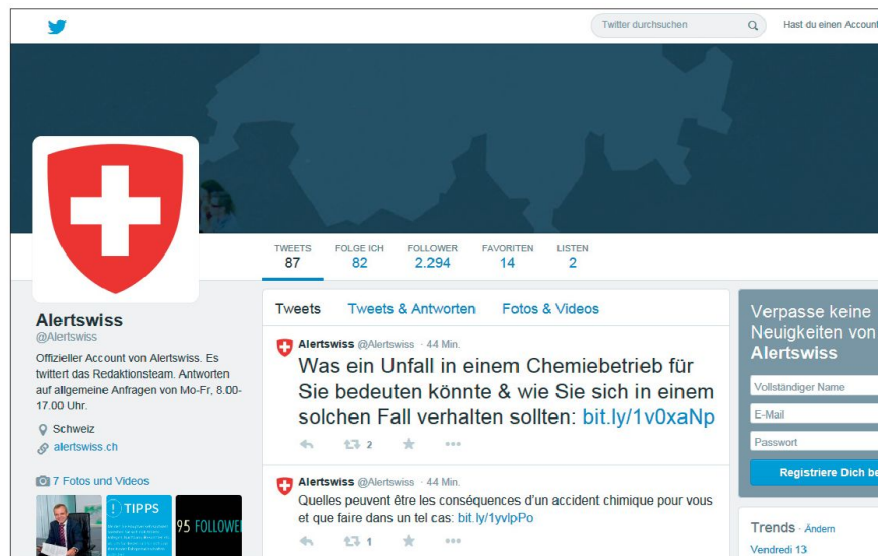 Twitter durchsuchen
Hast du einen Account
TWEETS FOLGE ICH FOLLOWER FAVORITEN LISTEN
87 82 2.294 14 2
Alertswiss
@Alertswiss
Offizieller Account von Alertswiss. Es
twittert das Redaktionsteam. Antworten
auf allgemeine Anfragen von Mo-Fr, 8.00-
17.00 Uhr.
Schweiz
alertswiss.ch
7 Fotos und Videos
! TIPPS
95 FOLLOWE
Tweets Tweets & Antworten Fotos & Videos
Alertswiss @Alertswiss · 44 Min.
Was ein Unfall in einem Chemiebetrieb für
Sie bedeuten könnte & wie Sie sich in einem
solchen Fall verhalten sollten: bit.ly/1v0xaNp
2
Alertswiss @Alertswiss · 44 Min.
Quelles peuvent être les conséquences d'un accident chimique pour vous
et que faire dans un tel cas: bit.ly/1yvlpPo
1
Verpasse keine
Neuigkeiten von
Alertswiss
Vollständiger Name
E-Mail
Passwort
Registriere Dich be
Trends · Ändern
Vendredi 13